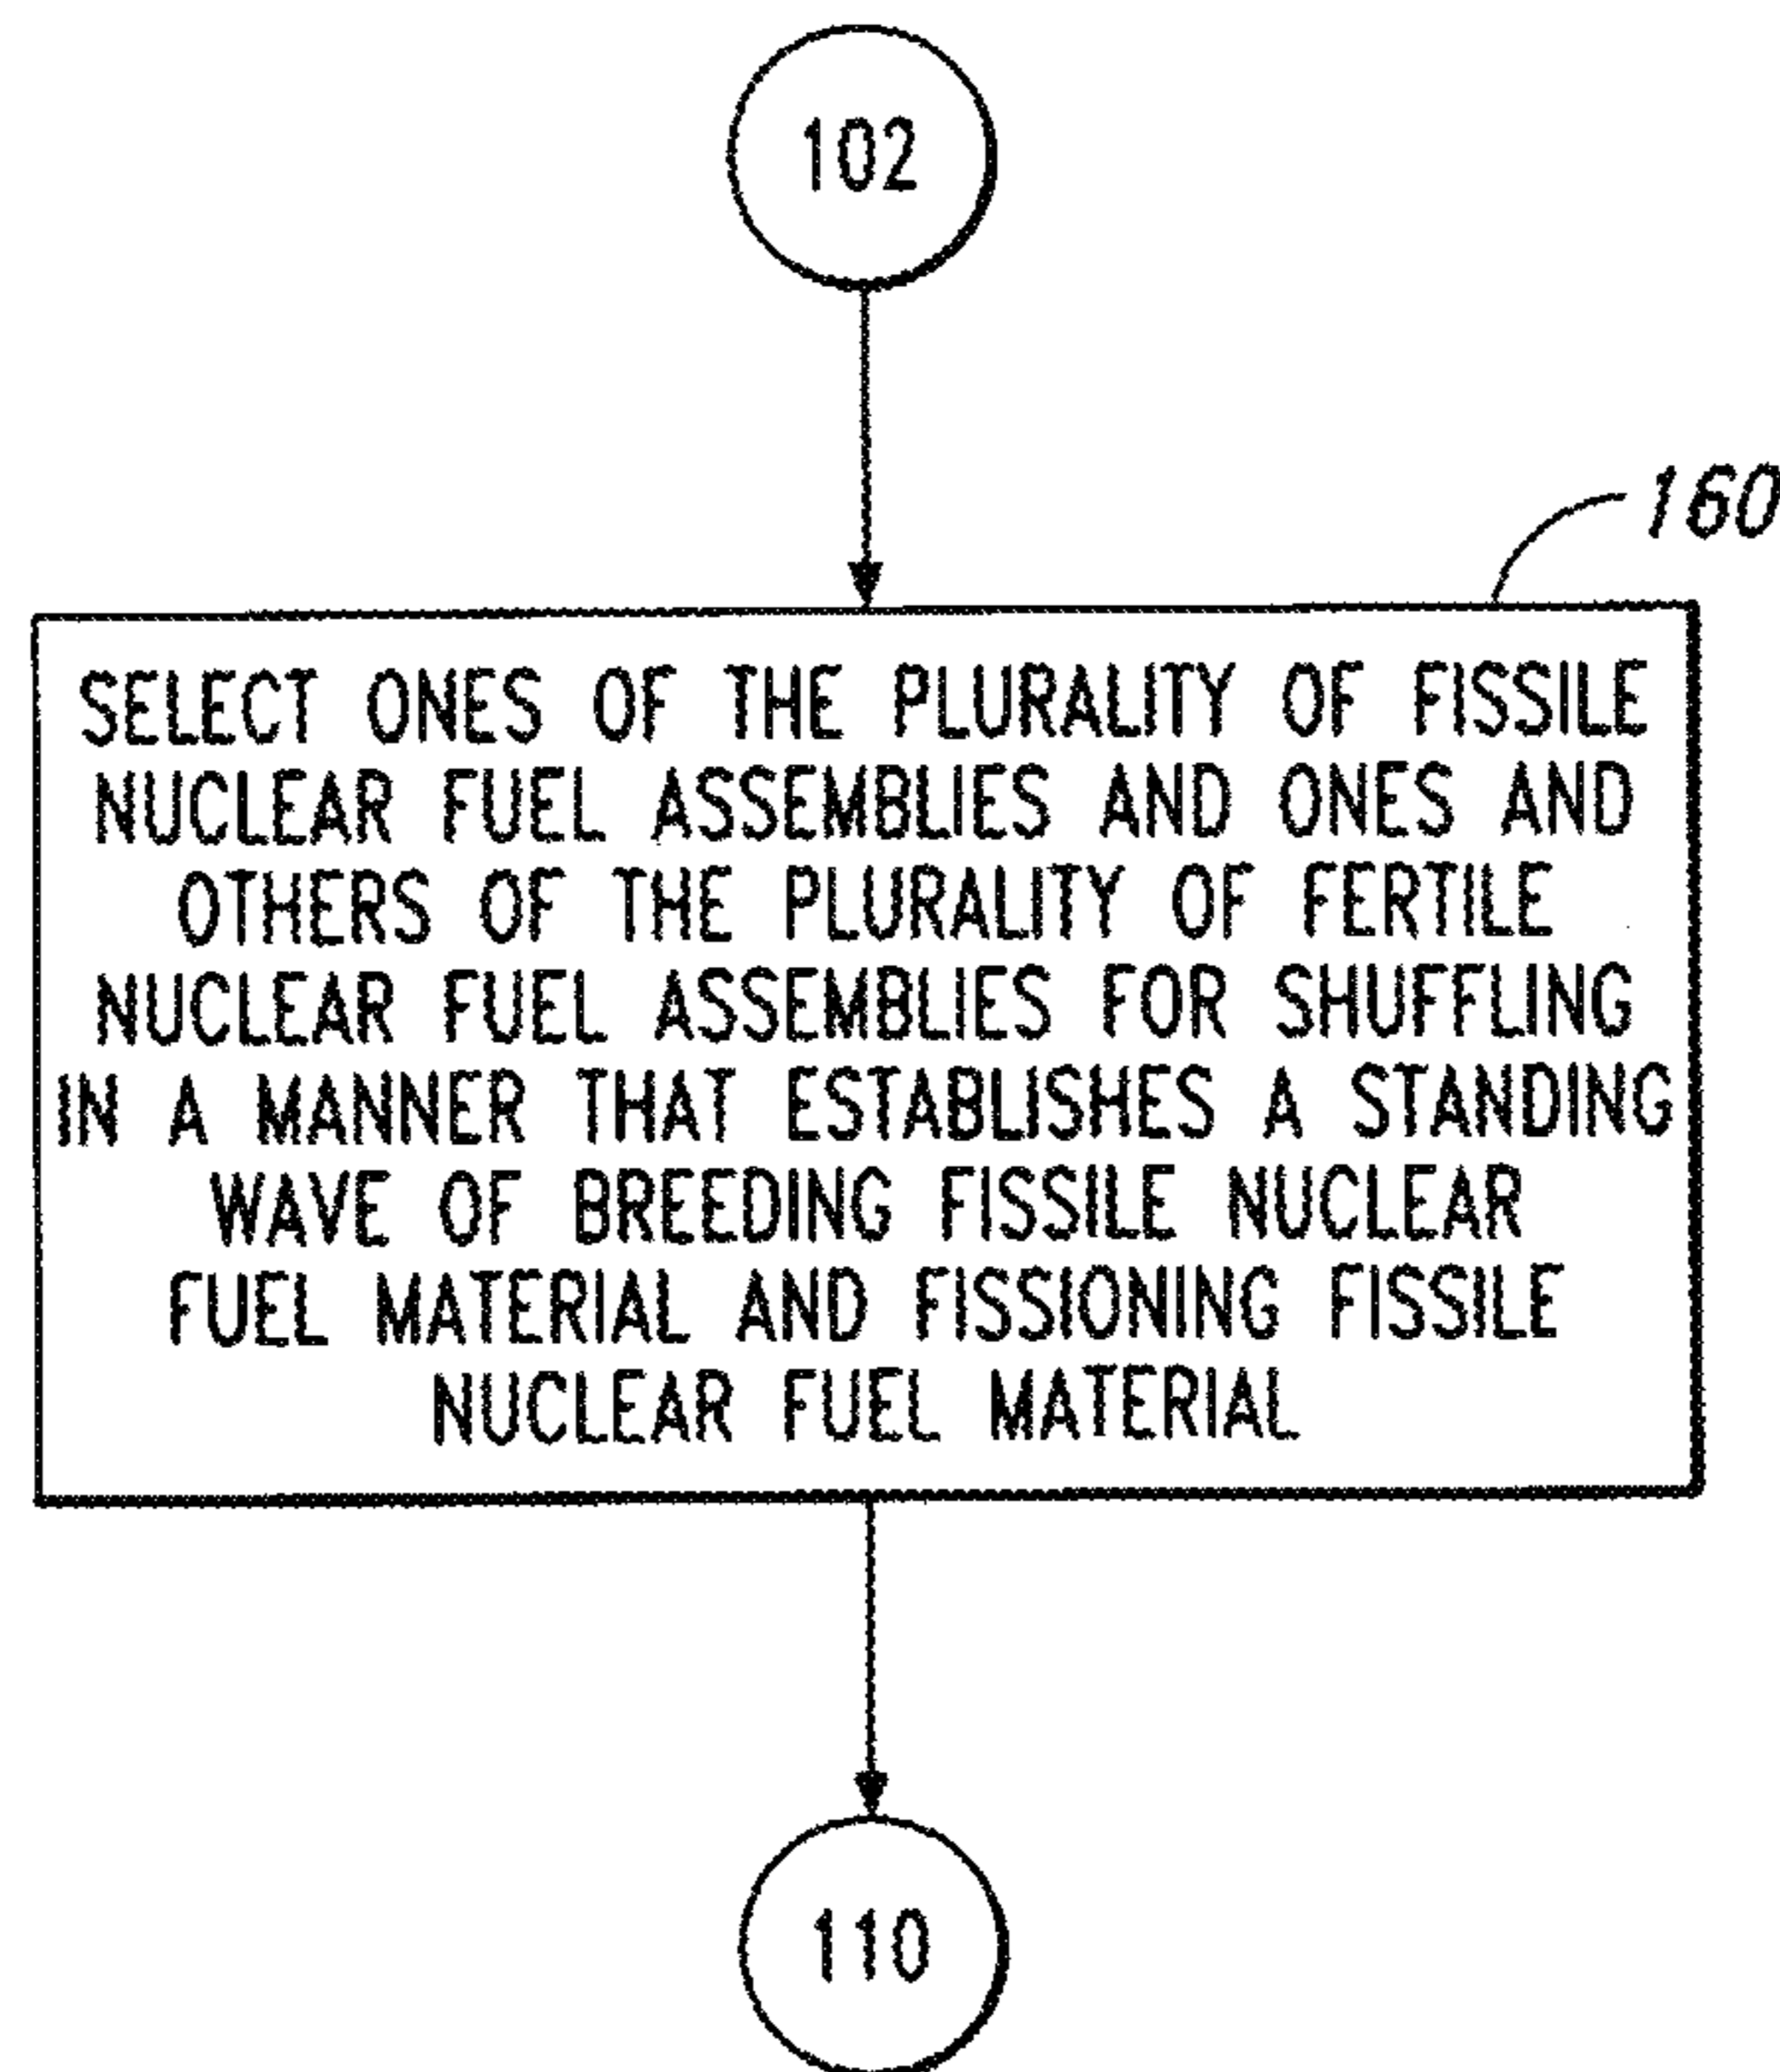 102
160
SELECT ONES OF THE PLURALITY OF FISSILE
NUCLEAR FUEL ASSEMBLIES AND ONES AND
OTHERS OF THE PLURALITY OF FERTILE
NUCLEAR FUEL ASSEMBLIES FOR SHUFFLING
IN A MANNER THAT ESTABLISHES A STANDING
WAVE OF BREEDING FISSILE NUCLEAR
FUEL MATERIAL AND FISSIONING FISSILE
NUCLEAR FUEL MATERIAL
110